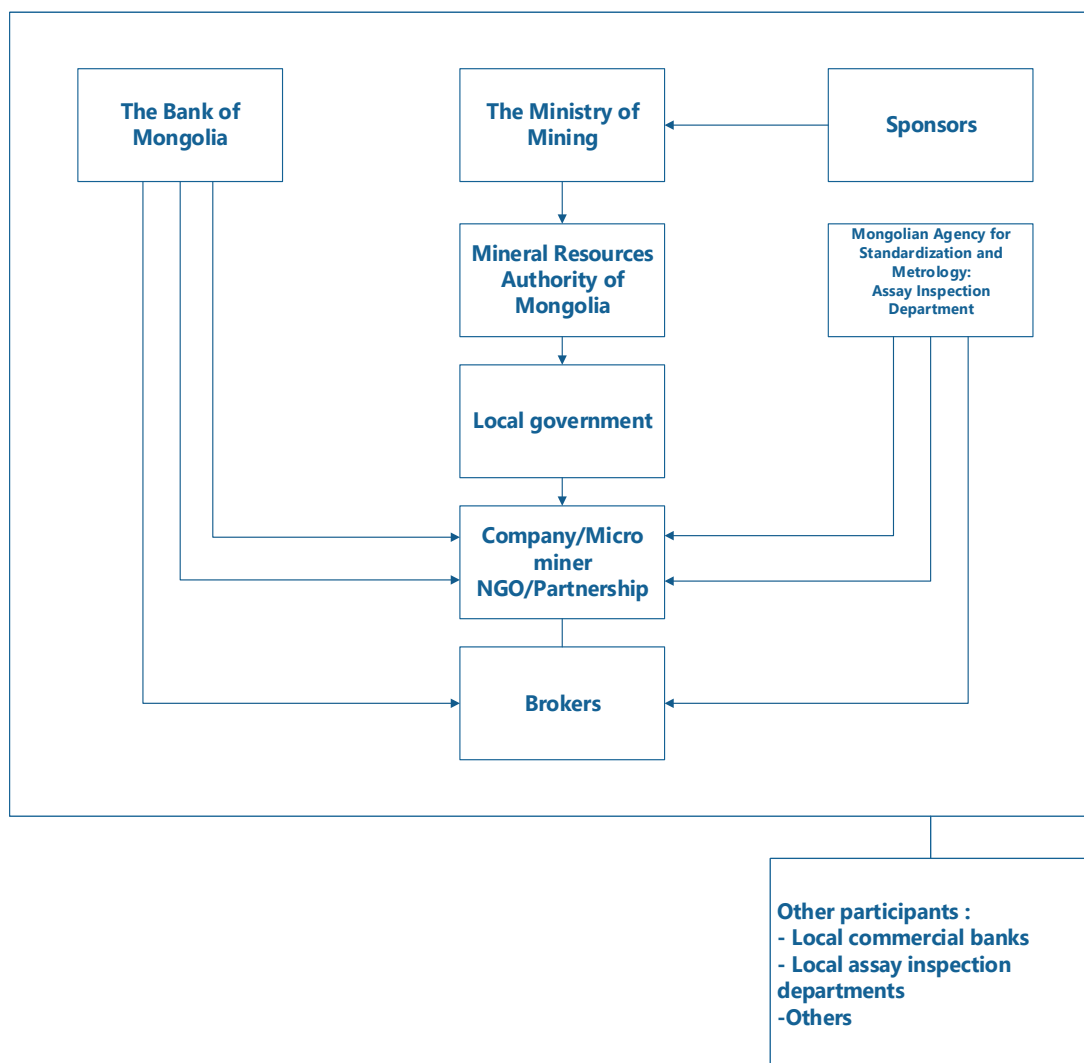 The Bank of
Mongolia
The Ministry of
Mining
Sponsors
Mineral Resources
Authority of
Mongolia
Mongolian Agency for
Standardization and
Metrology:
Assay Inspection
Department
Local government
Company/Micro
miner
NGO/Partnership
Brokers
Other participants :
- Local commercial banks
- Local assay inspection
departments
-Others